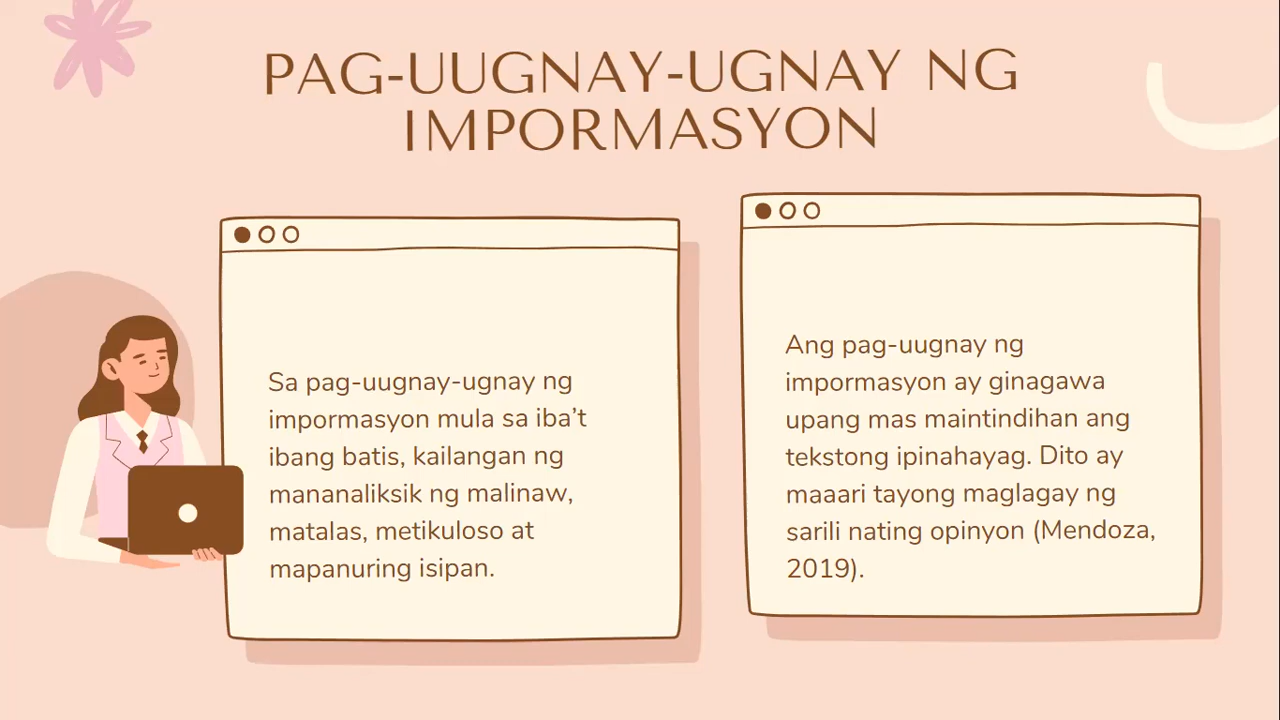 PAG-UUGNAY-UGNAY NG
IMPORMASYON
Sa pag-uugnay-ugnay ng
impormasyon mula sa iba't
ibang batis, kailangan ng
mananaliksik ng malinaw,
matalas, metikuloso at
mapanuring isipan.
Ang pag-uugnay ng
impormasyon ay ginagawa
upang mas maintindihan ang
tekstong ipinahayag. Dito ay
maaari tayong maglagay ng
sarili nating opinyon (Mendoza,
2019).